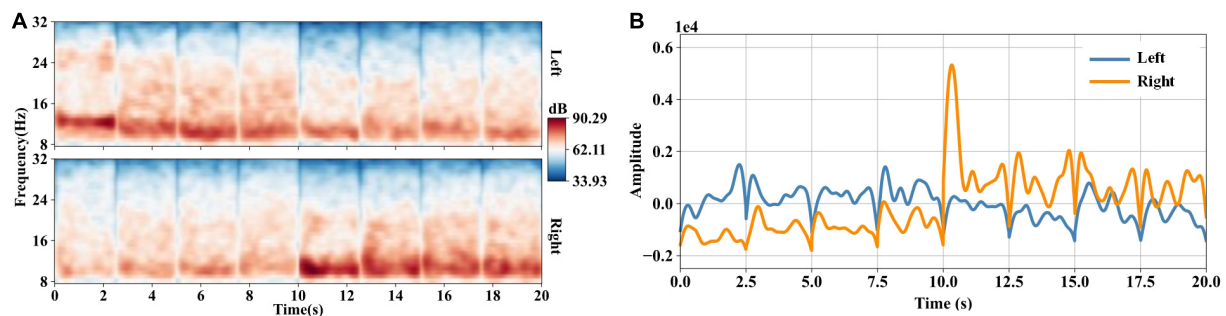 A
32
24
16
8
Left
dB
90.29
62.11
33.93
Frequency(Hz)
32
24
16
8
Right
0 2 4 6 8 10 12 14 16 18 20
Time(s)
B
1e4
0.6
0.4
0.2
0.0
−0.2
Amplitude
Left
Right
0.0 2.5 5.0 7.5 10.0 12.5 15.0 17.5 20.0
Time (s)